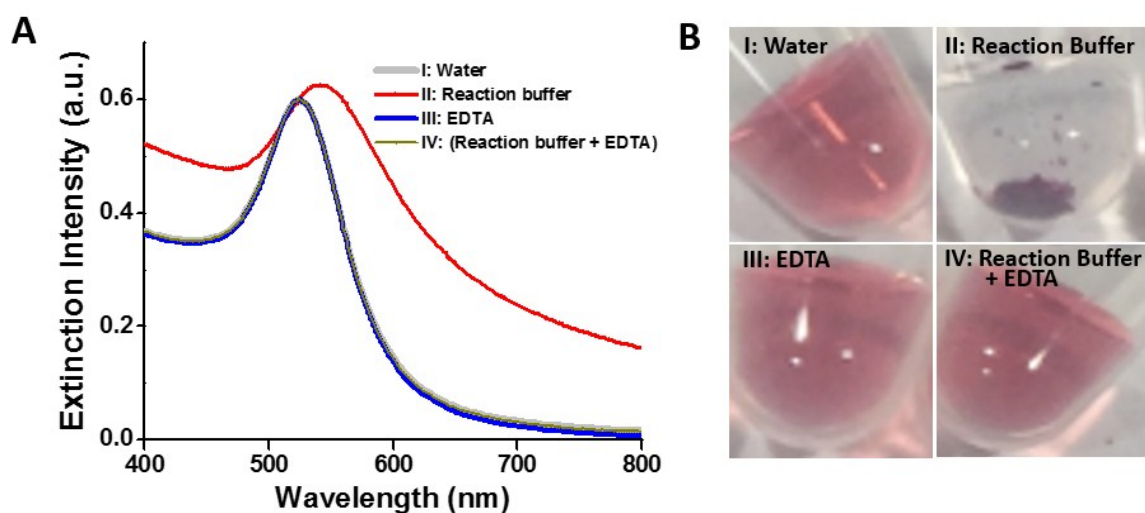 A
Extinction Intensity (a.u.)
0.6
0.4
0.2
0.0
400
500
600
700
800
Wavelength (nm)
I: Water
II: Reaction buffer
III: EDTA
IV: (Reaction buffer + EDTA)
B
I: Water
II: Reaction Buffer
III: EDTA
IV: Reaction Buffer
+ EDTA